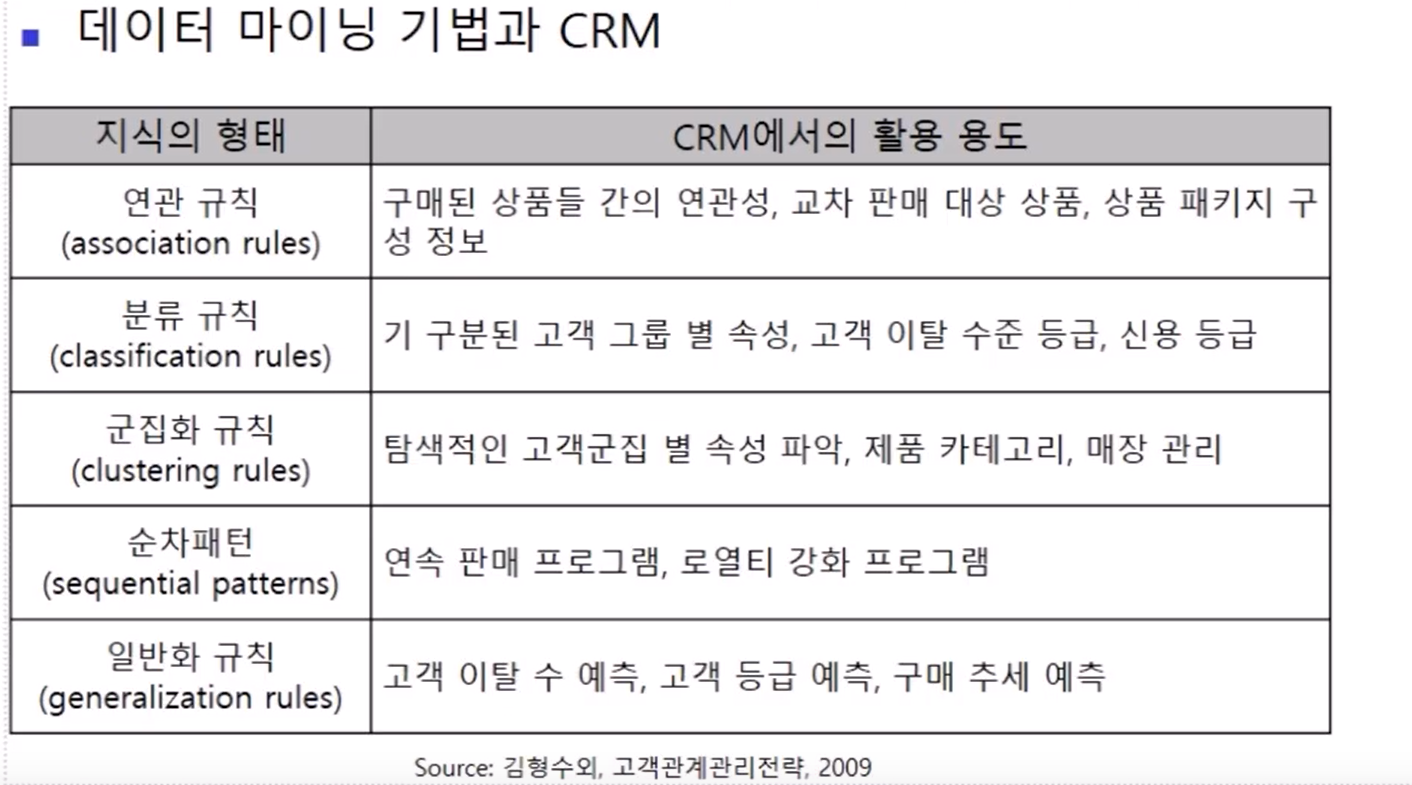 데이터 마이닝 기법과 CRM
지식의 형태
CRM에서의 활용 용도
연관 규칙
(association rules)
구매된 상품들 간의 연관성, 교차 판매 대상 상품, 상품 패키지 구
성 정보
분류 규칙
(classification rules)
기 구분된 고객 그룹 별 속성, 고객 이탈 수준 등급, 신용 등급
군집화 규칙
(clustering rules)
탐색적인 고객군집 별 속성 파악, 제품 카테고리, 매장 관리
순차패턴
(sequential patterns)
연속 판매 프로그램, 로열티 강화 프로그램
일반화 규칙
(generalization rules)
고객 이탈 수 예측, 고객 등급 예측, 구매 추세 예측
Source: 김형수외, 고객관계관리전략, 2009